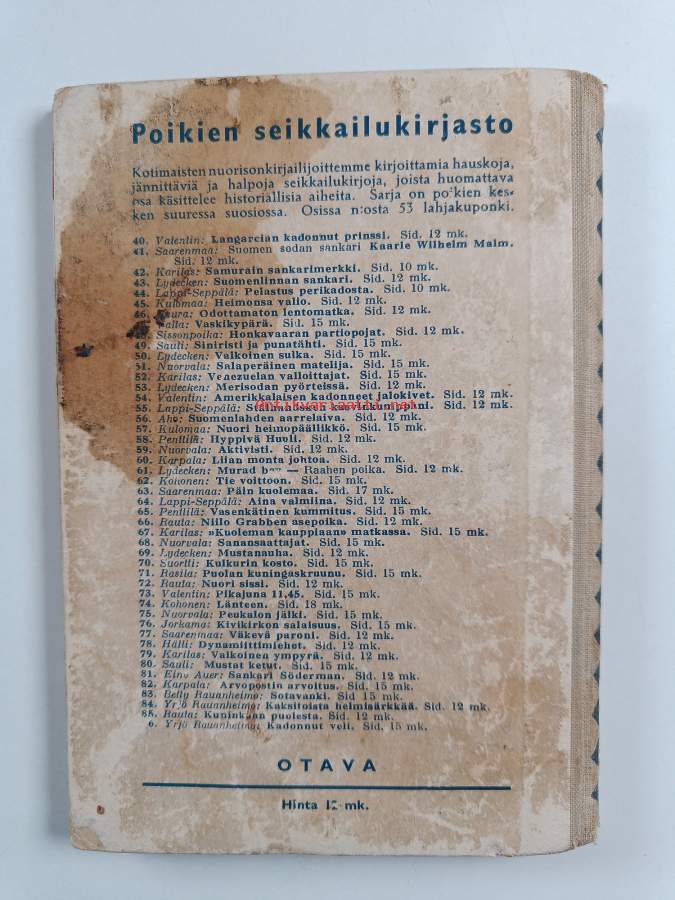 Poikien seikkailukirjasto
Kotimaisten nuorisonkirjailijoittemme kirjoittamia hauskoja,
jännittäviä ja halpoja seikkailukirjoja, joista huomattava
osa käsittelee historiallisia aiheita. Sarja on poikien kes-
ken suuressa suosiossa. Osissa n:osta 53 lahjakuponki.
40. Valentin: Langarcian kadonnut prinssi. Sid. 12 mk.
41. Saarenmaa: Suomen sodan sankari Kaarle Wilhelm Malm.
Sid. 12 mk.
42. Karilas: Samurain sankarimerkki. Sid. 10 mk.
43. Lydecken: Suomenlinnan sankari. Sid. 12 mk.
44. Lappi-Seppälä: Pelastus perikadosta. Sid. 10 mk.
45. Kulomaa: Heimonsa vallo. Sid. 12 mk.
46. Odottamaton lentomatka. Sid. 12 mk.
Vaskikypärä. Sid. 15 mk.
48. Sissonpoika: Honkavaaran partiopojat. Sid. 12 mk.
49. Sauli: Siniristi ja punatähti. Sid. 15 mk.
50. Lydecken: Valkoinen sulka. Sid. 15 mk.
51. Nuorvala: Salaperäinen matelija. Sid. 15 mk.
52. Karilas: Venezuelan valloittajat. Sid. 15 mk.
53. Lydecken: Merisodan pyörteissä. Sid. 12 mk.
54. Valentin: Amerikkalaisen kadonneet jalokivet. Sid. 12 mk.
antikvariaatti.net
55. Lappi-Seppälä: Sid. 12 mk.
56. Aho: Suomenlahden aarrelaiva. Sid. 12 mk.
57. Kulomaa: Nuori heimopäällikkö. Sid. 15 mk.
58. Penttilä: Hyppivä Huoli. Sid. 12 mk.
59. Nuorvala: Aktivisti. Sid. 12 mk.
60. Karpala: Liian monta johtoa. Sid. 12 mk.
61. Lydecken: Murad bey — Raahen poika. Sid. 12 mk.
62. Kohonen: Tie voittoon. Sid. 15 mk.
63. Saarenmaa: Päin kuolemaa. Sid. 17 mk.
64. Lappi-Seppälä: Aina valmiina. Sid. 12 mk.
65. Penttilä: Vasenkätinen kummitus. Sid. 15 mk.
66. Rauta: Niilo Grabben asepoika. Sid. 12 mk.
67. Karilas: »Kuoleman kauppiaan» matkassa. Sid. 15 mk.
68. Nuorvala: Sanansaattajat. Sid. 15 mk.
69. Lydecken: Mustanauha. Sid. 12 mk.
70. Suortti: Kulkurin kosto. Sid. 15 mk.
71. Rasila: Puolan kuningaskruunu. Sid. 15 mk.
72. Rauta: Nuori sissi. Sid. 12 mk.
73. Valentin: Pikajuna 11,45. Sid. 15 mk.
74. Kohonen: Länteen. Sid. 18 mk.
75. Nuorvala: Peukalon jälki. Sid. 12 mk.
76. Jorkama: Kivikirkon salaisuus. Sid. 15 mk.
77. Saarenmaa: Väkevä paroni. Sid. 12 mk.
78. Hälli: Dynamiittimiehet. Sid. 12 mk.
79. Karilas: Valkoinen ympyrä. Sid. 12 mk.
80. Sauli: Mustat ketut. Sid. 15 mk.
81. Eino Auer: Sankari Söderman. Sid. 12 mk.
82. Karpala: Arvopostin arvoitus. Sid. 15 mk.
83. Belly Rauanheimo: Sotavanki. Sid. 15 mk.
84. Yrjö Rauanheimo: Kaksitoista helmisärkkää. Sid. 12 mk.
85. Rauta: Kuninkaan puolesta. Sid. 12 mk.
6. Yrjö Rauanheimo: Kadonnut veli. Sid. 15 mk.
OTAVA
Hinta mk.